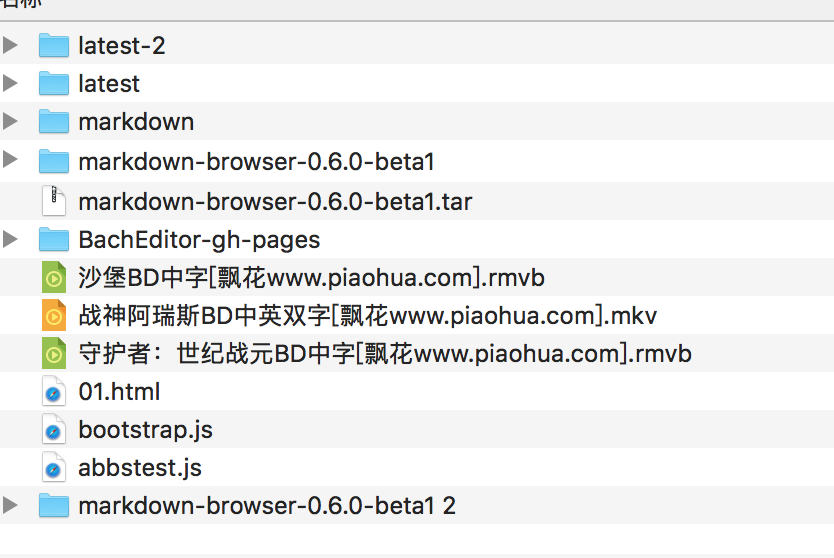 名称
latest-2
latest
markdown
markdown-browser-0.6.0-beta1
markdown-browser-0.6.0-beta1.tar
BachEditor-gh-pages
沙堡BD中字[飘花www.piaohua.com].rmvb
战神阿瑞斯BD中英双字[飘花www.piaohua.com].mkv
守护者：世纪战元BD中字[飘花www.piaohua.com].rmvb
01.html
bootstrap.js
abbstest.js
markdown-browser-0.6.0-beta1 2